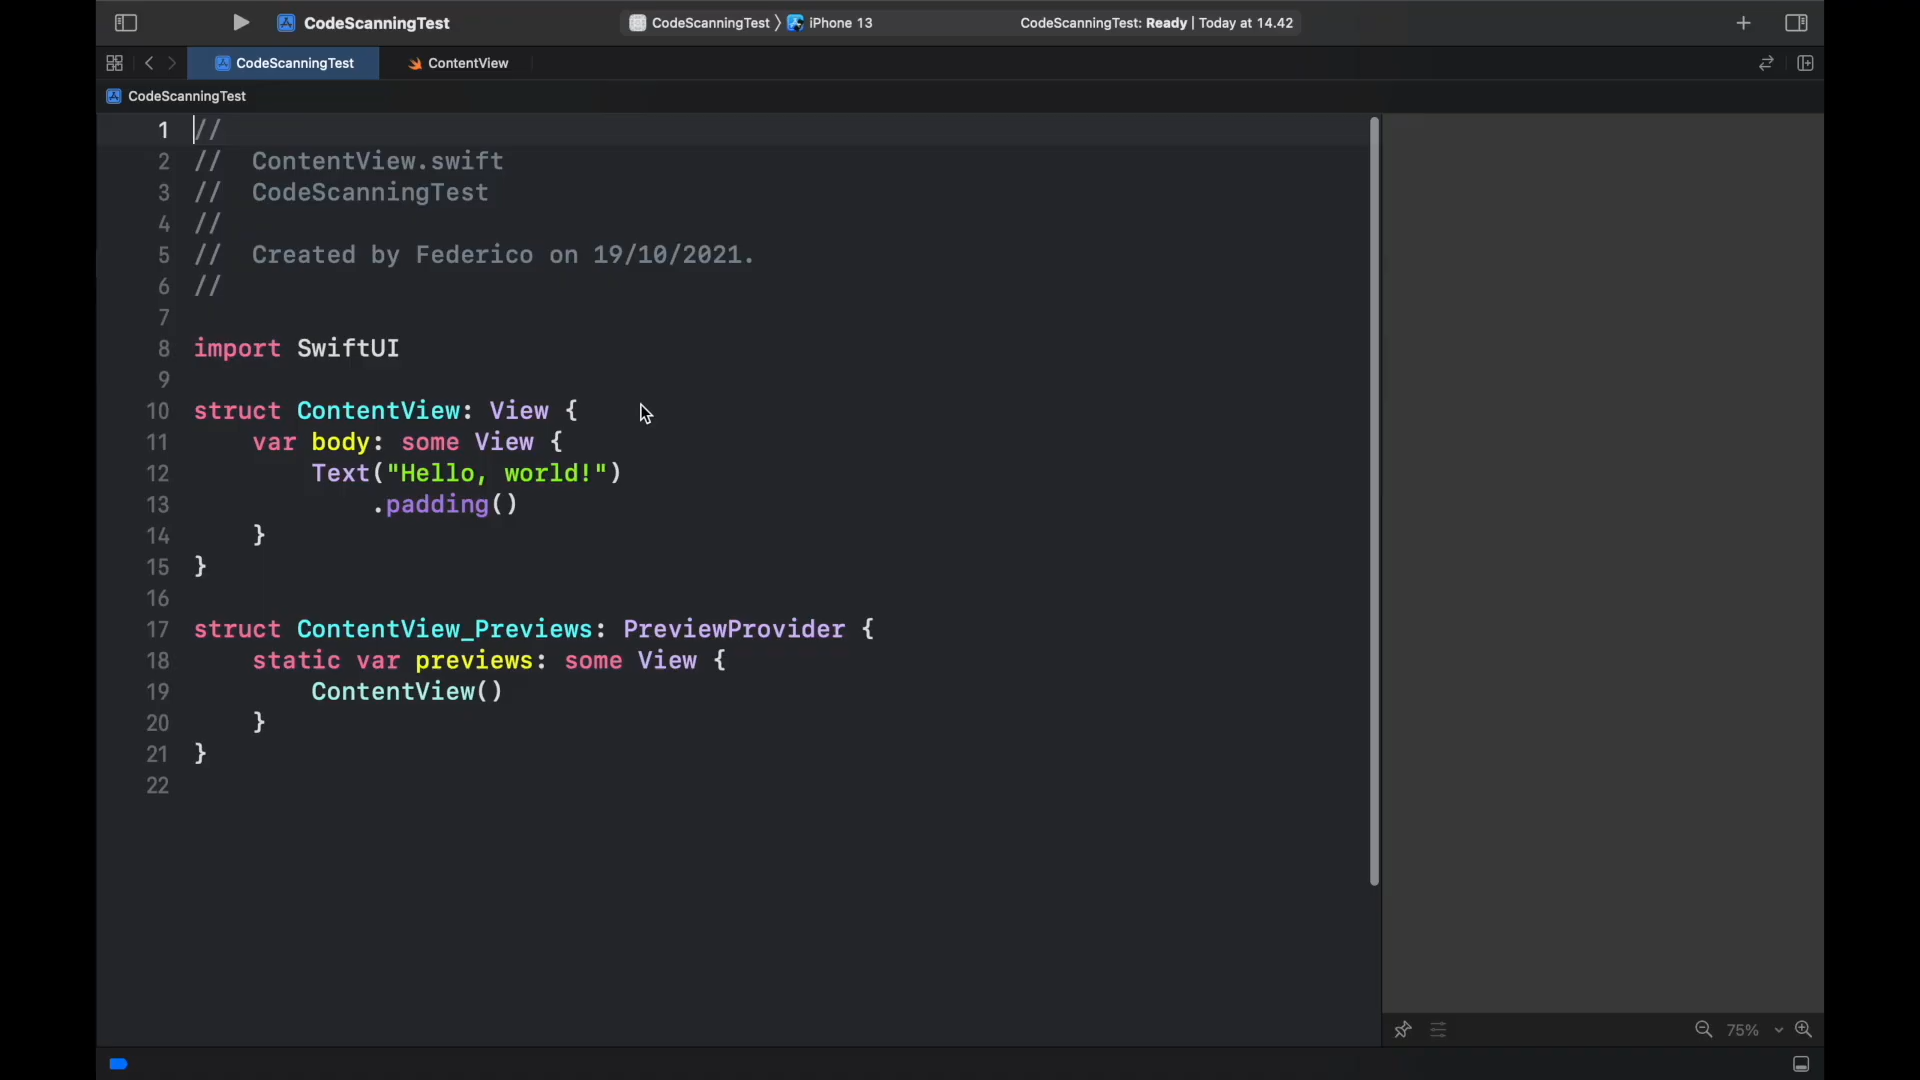 CodeScanningTest
CodeScanningTest 〉 iPhone 13
CodeScanningTest: Ready | Today at 14.42
CodeScanningTest
ContentView
CodeScanningTest
1 //
2 //  ContentView.swift
3 //  CodeScanningTest
4 //
5 //  Created by Federico on 19/10/2021.
6 //
7
8 import SwiftUI
9
10 struct ContentView: View {
11     var body: some View {
12         Text("Hello, world!")
13             .padding()
14     }
15 }
16
17 struct ContentView_Previews: PreviewProvider {
18     static var previews: some View {
19         ContentView()
20     }
21 }
22
75%